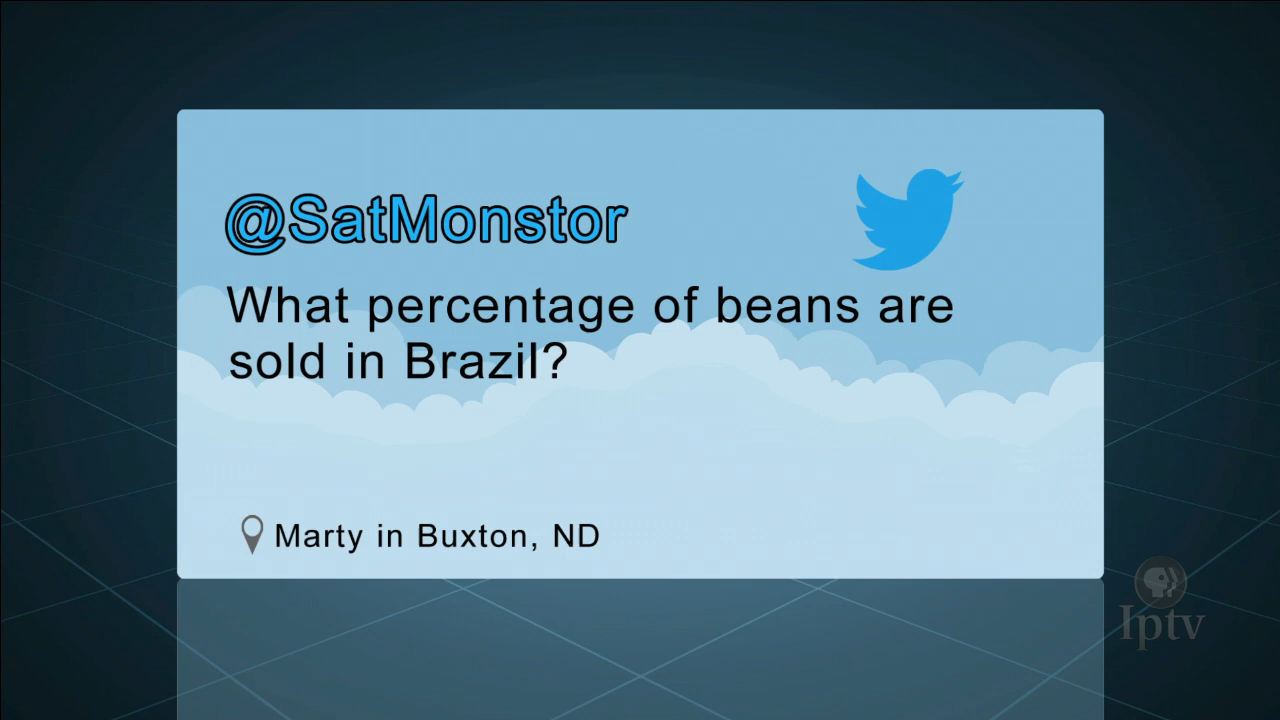 @SatMonstor
What percentage of beans are
sold in Brazil?
Marty in Buxton, ND
Iptv